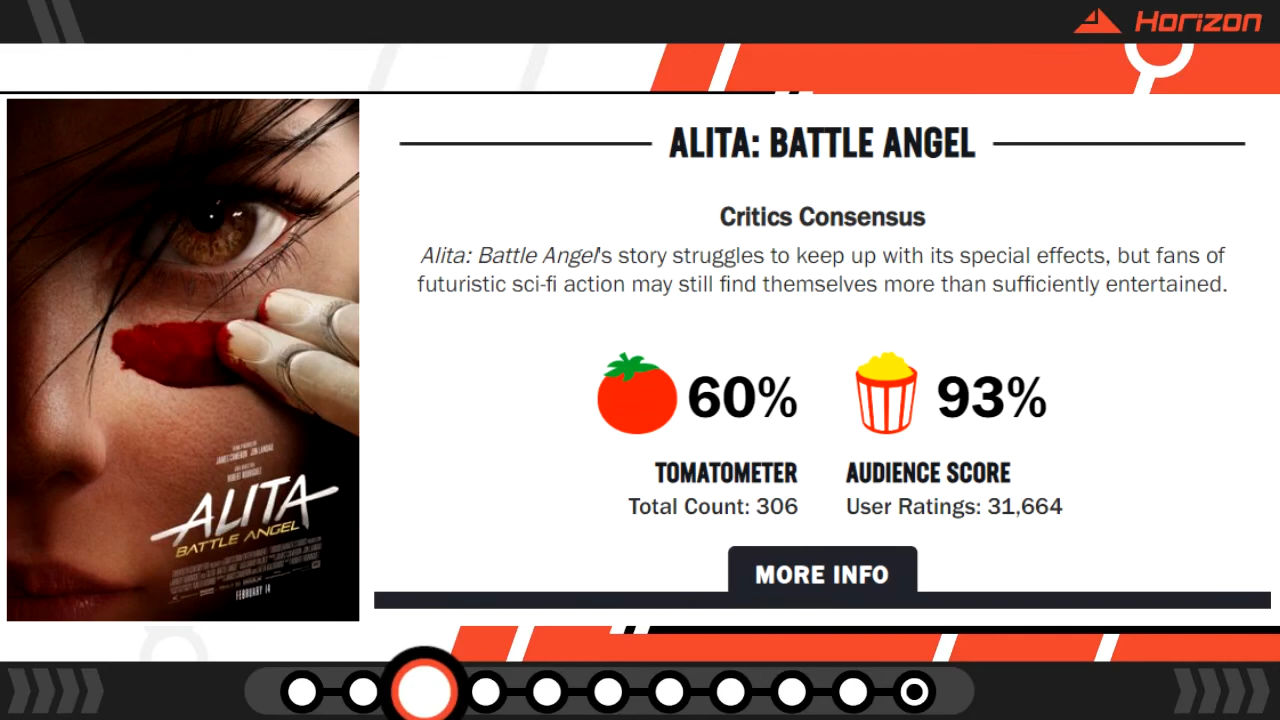 Horizon
ALITA: BATTLE ANGEL
Critics Consensus
Alita: Battle Angel's story struggles to keep up with its special effects, but fans of
futuristic sci-fi action may still find themselves more than sufficiently entertained.
60%
93%
TOMATOMETER
AUDIENCE SCORE
Total Count: 306
User Ratings: 31,664
MORE INFO
JAMES CAMERON JON LANDAU
ROBERT RODRIGUEZ
ALITA
BATTLE ANGEL
FEBRUARY 14